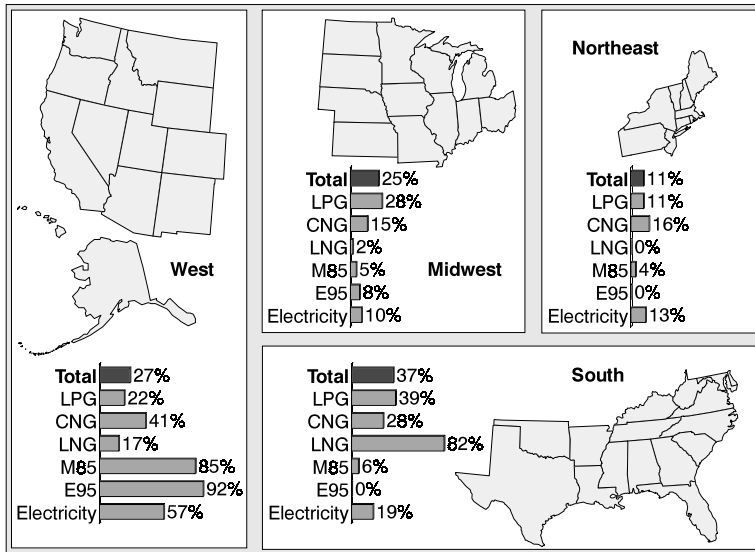 West
Total 27%
LPG 22%
CNG 41%
LNG 17%
M85 85%
E95 92%
Electricity 57%
Midwest
Total 25%
LPG 28%
CNG 15%
LNG 2%
M85 5%
E95 8%
Electricity 10%
Northeast
Total 11%
LPG 11%
CNG 16%
LNG 0%
M85 4%
E95 0%
Electricity 13%
South
Total 37%
LPG 39%
CNG 28%
LNG 82%
M85 6%
E95 0%
Electricity 19%